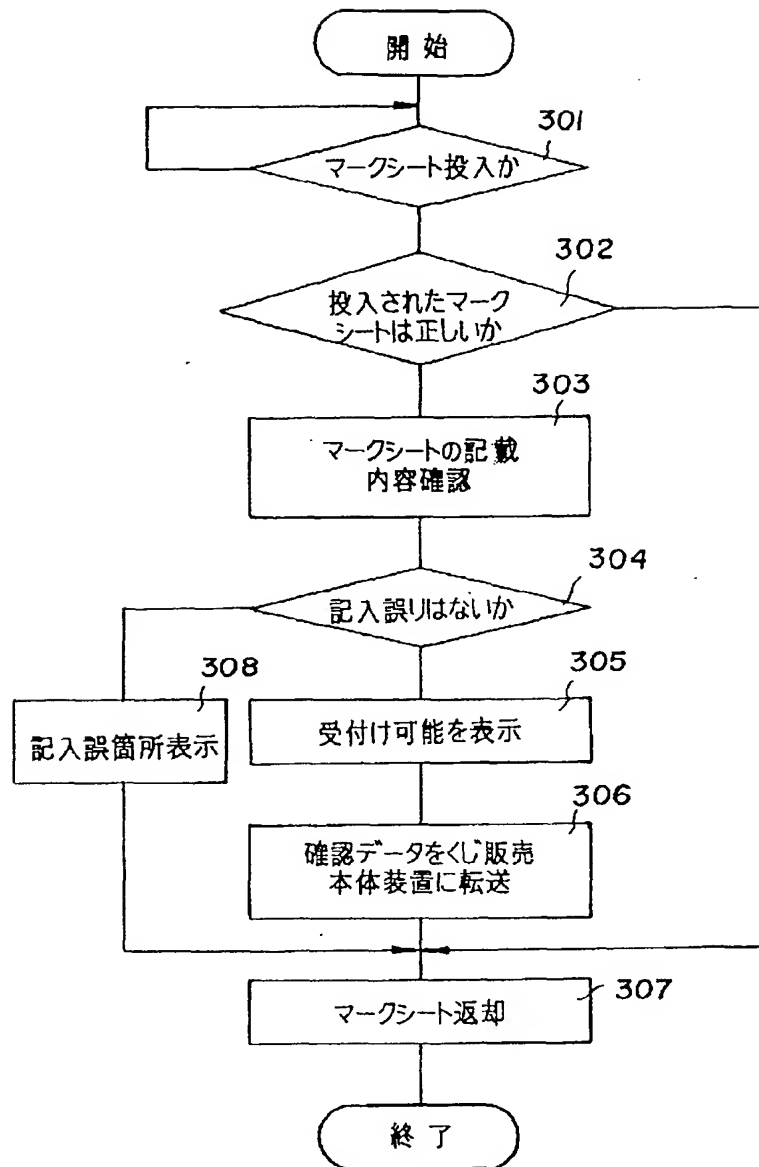 開始
301
マークシート投入か
302
投入されたマーク
シートは正しいか
303
マークシートの記載
内容確認
304
記入誤りはないか
308
記入誤箇所表示
305
受付け可能を表示
306
確認データをくじ販売
本体装置に転送
マークシート返却
307
終了